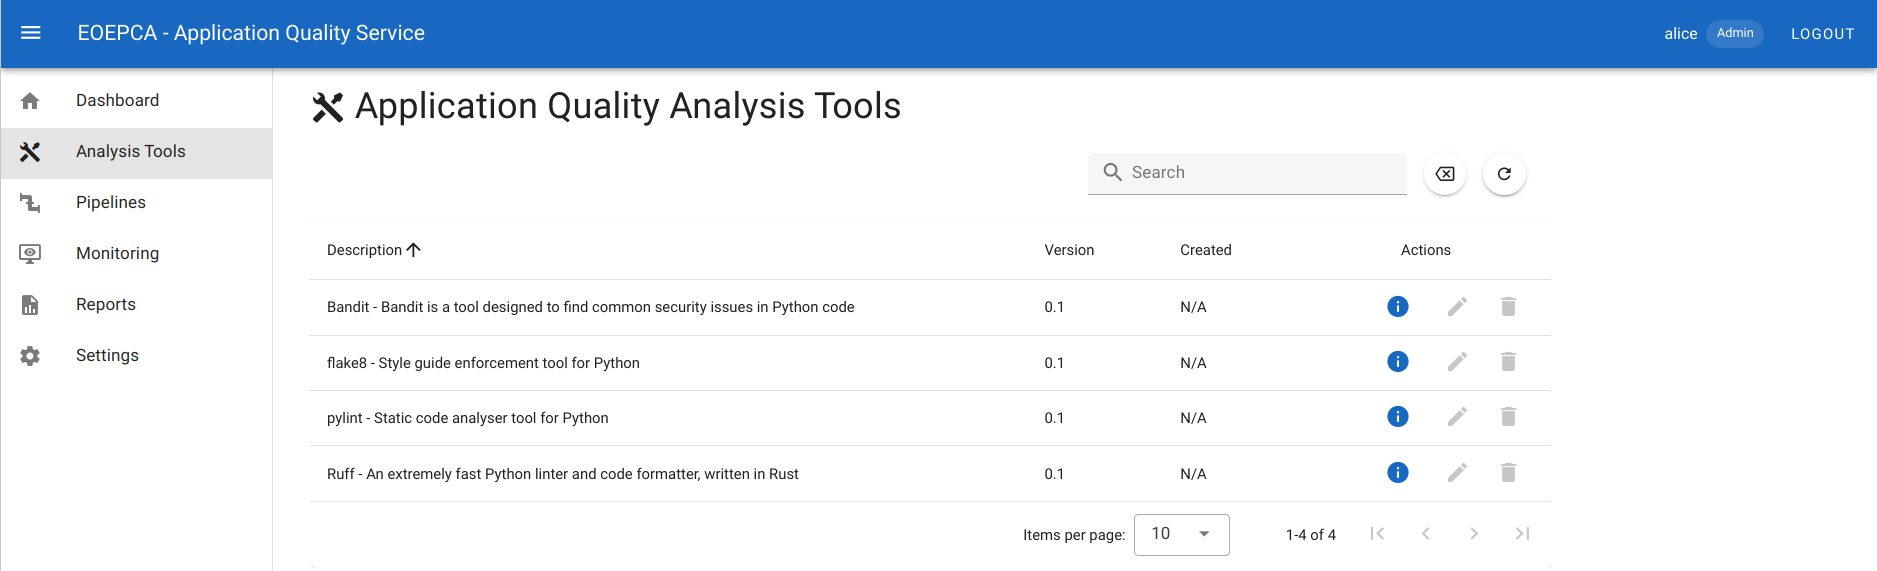 EOEPCA - Application Quality Service
alice Admin LOGOUT
Dashboard
Analysis Tools
Pipelines
Monitoring
Reports
Settings
Application Quality Analysis Tools
Search
Description Version Created Actions
Bandit - Bandit is a tool designed to find common security issues in Python code 0.1 N/A
flake8 - Style guide enforcement tool for Python 0.1 N/A
pylint - Static code analyser tool for Python 0.1 N/A
Ruff - An extremely fast Python linter and code formatter, written in Rust 0.1 N/A
Items per page: 10 1-4 of 4